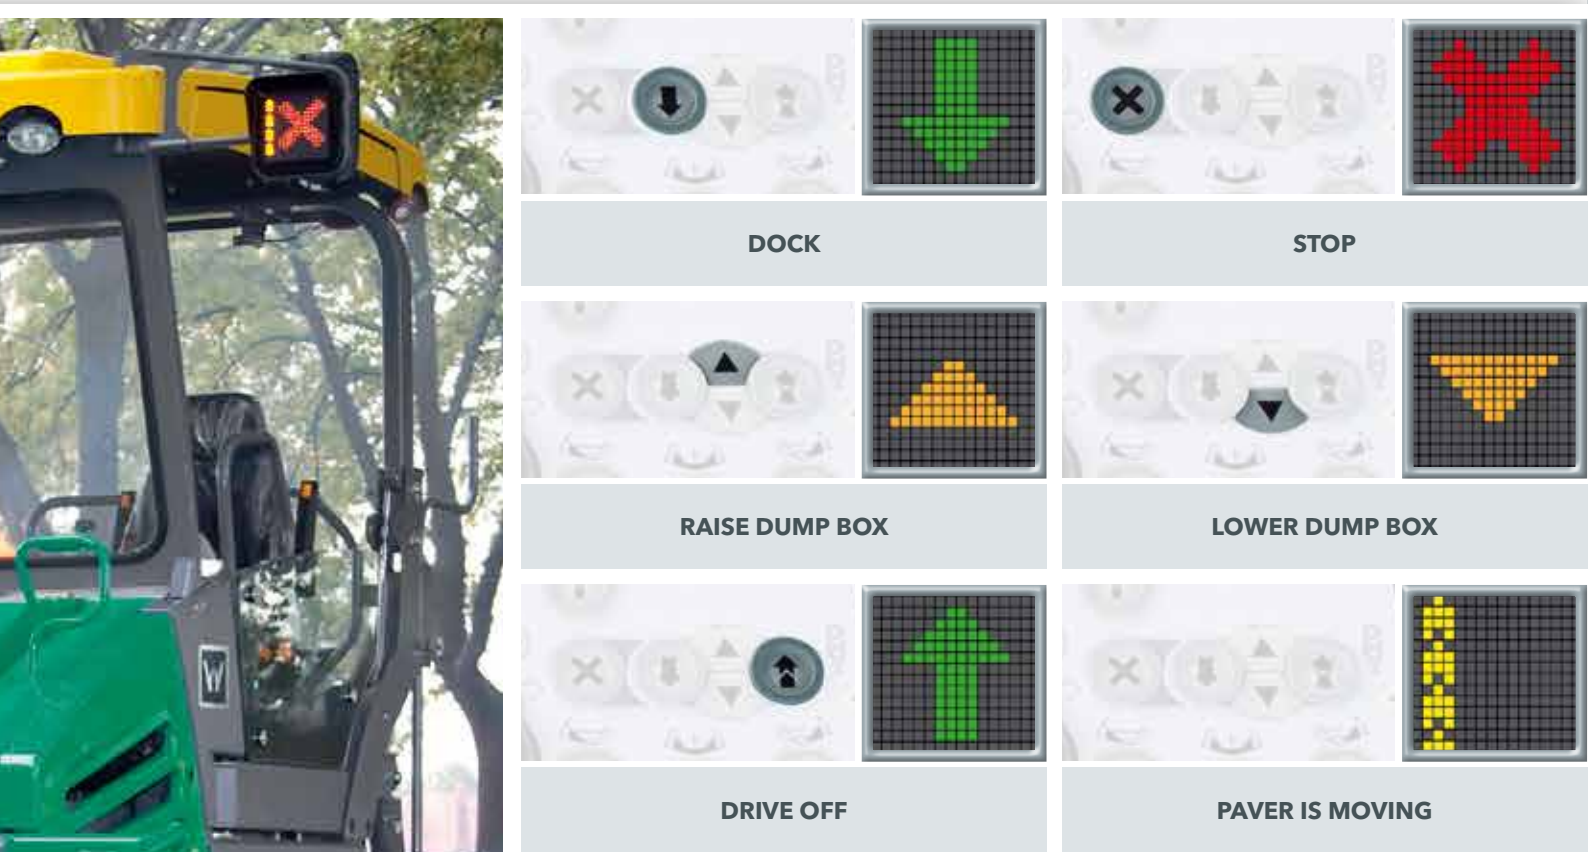 DOCK
STOP
RAISE DUMP BOX
LOWER DUMP BOX
DRIVE OFF
PAVER IS MOVING